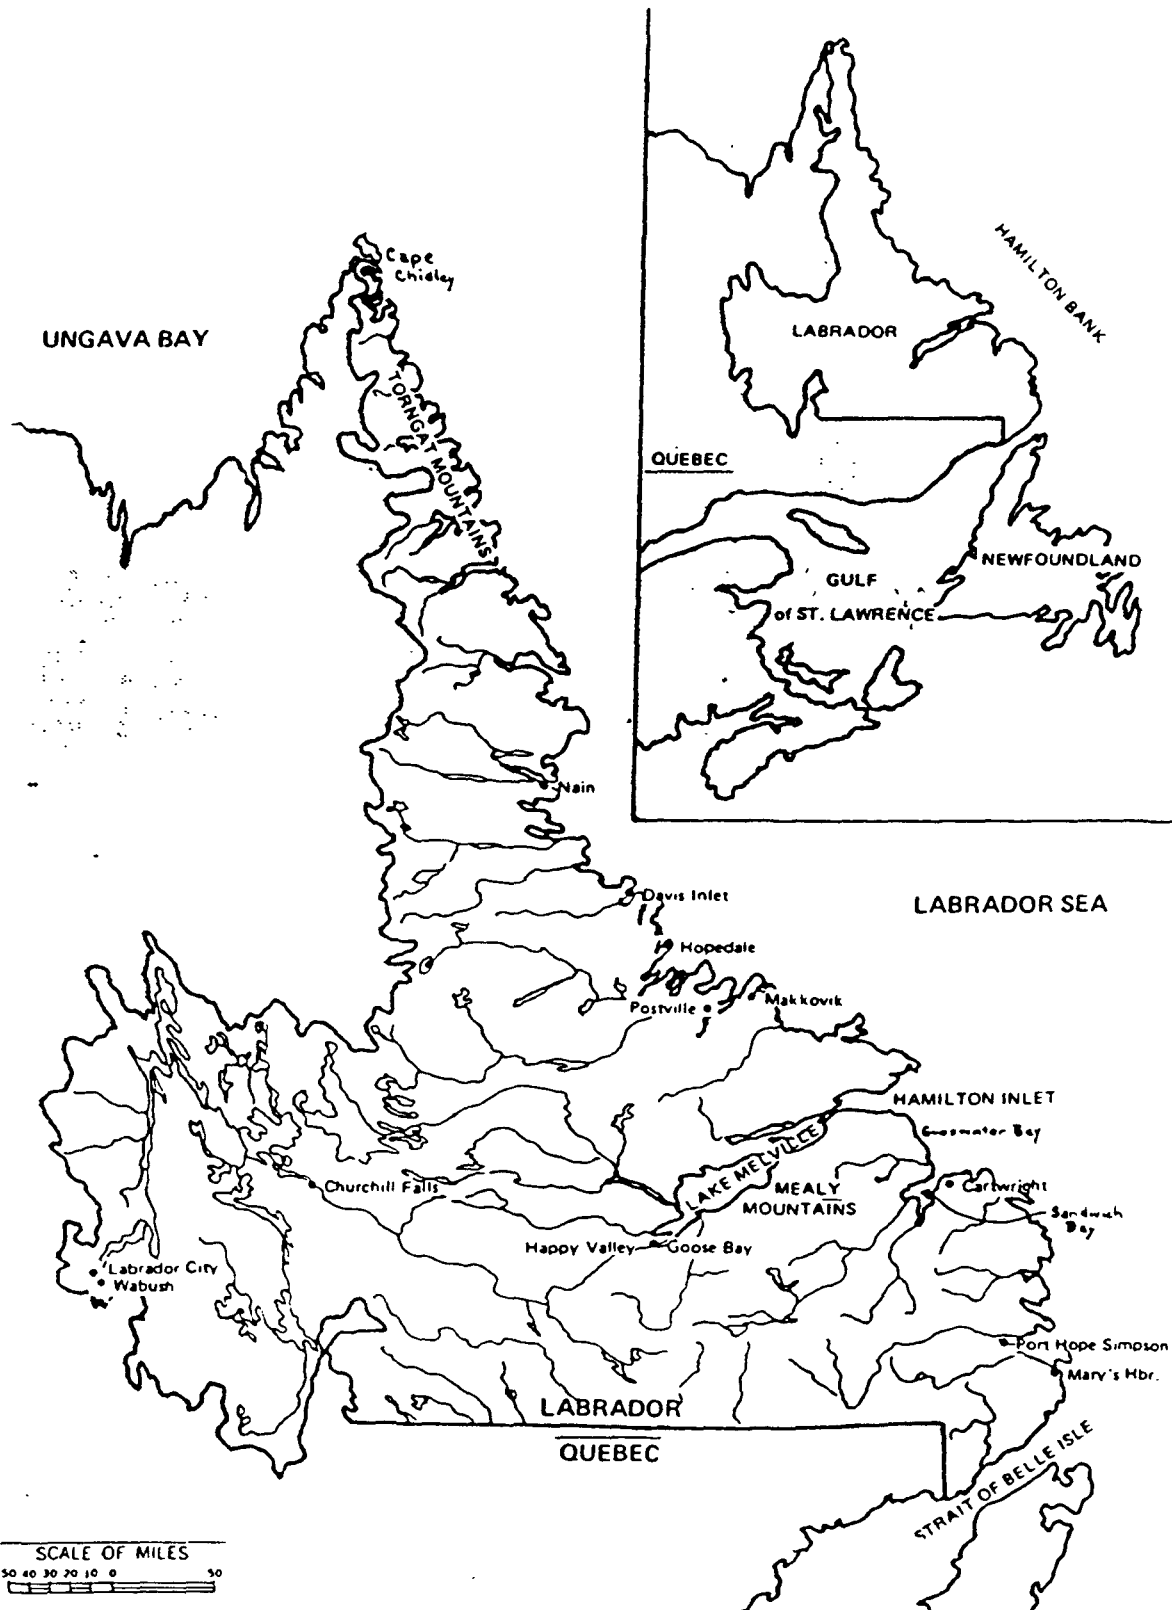 Cape
Chidley
UNGAVA BAY
TORNGAT MOUNTAINS
HAMILTON BANK
LABRADOR
QUEBEC
NEWFOUNDLAND
GULF
of ST. LAWRENCE
Nain
Davis Inlet
LABRADOR SEA
Hopedale
Postville
Makkovik
HAMILTON INLET
Groswater Bay
LAKE MELVILLE
Churchill Falls
MEALY
MOUNTAINS
Cartwright
Sandwich
Bay
Happy Valley
Goose Bay
Labrador City
Wabush
Port Hope Simpson
Mary's Hbr.
LABRADOR
QUEBEC
STRAIT OF BELLE ISLE
SCALE OF MILES
50 40 30 20 10 0 50